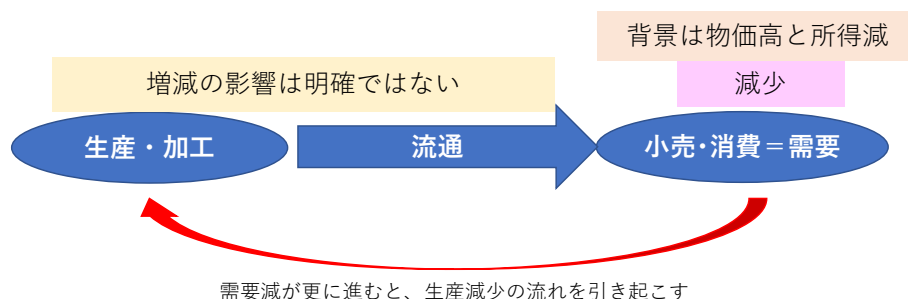 背景は物価高と所得減
増減の影響は明確ではない
減少
生産・加工
流通
小売・消費＝需要
需要減が更に進むと、生産減少の流れを引き起こす